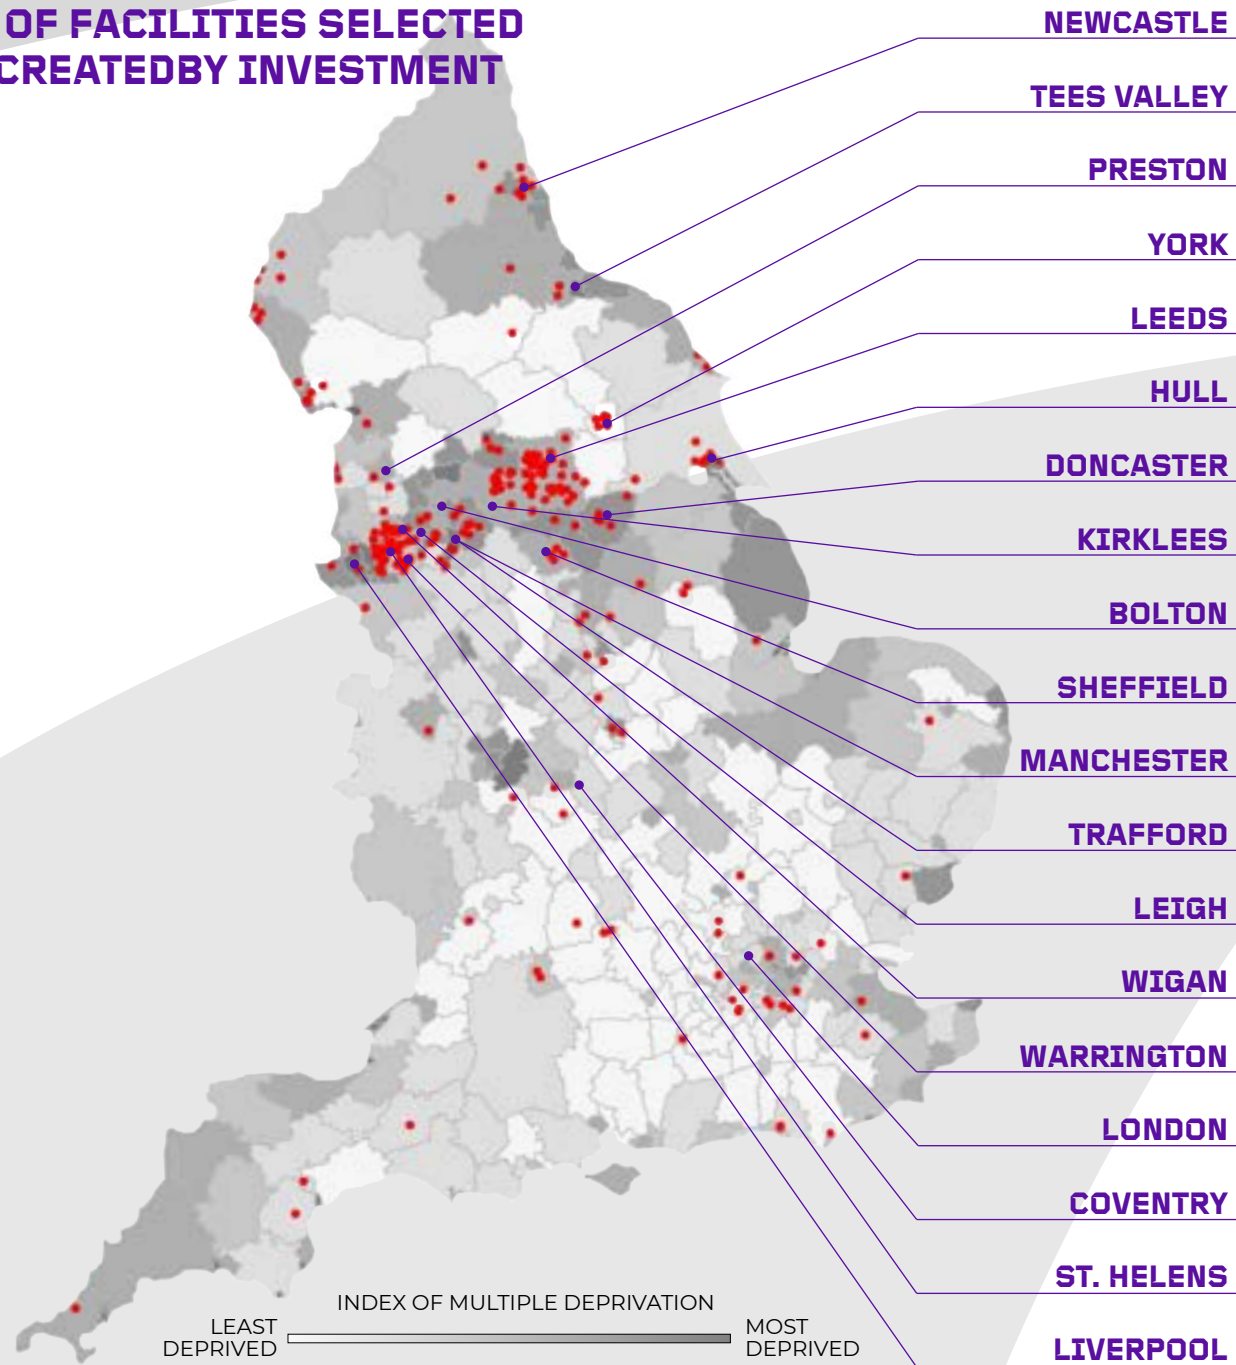 OF FACILITIES SELECTED
CREATEDBY INVESTMENT
NEWCASTLE
TEES VALLEY
PRESTON
YORK
LEEDS
HULL
DONCASTER
KIRKLEES
BOLTON
SHEFFIELD
MANCHESTER
TRAFFORD
LEIGH
WIGAN
WARRINGTON
LONDON
COVENTRY
ST. HELENS
LIVERPOOL
INDEX OF MULTIPLE DEPRIVATION
LEAST
DEPRIVED
MOST
DEPRIVED